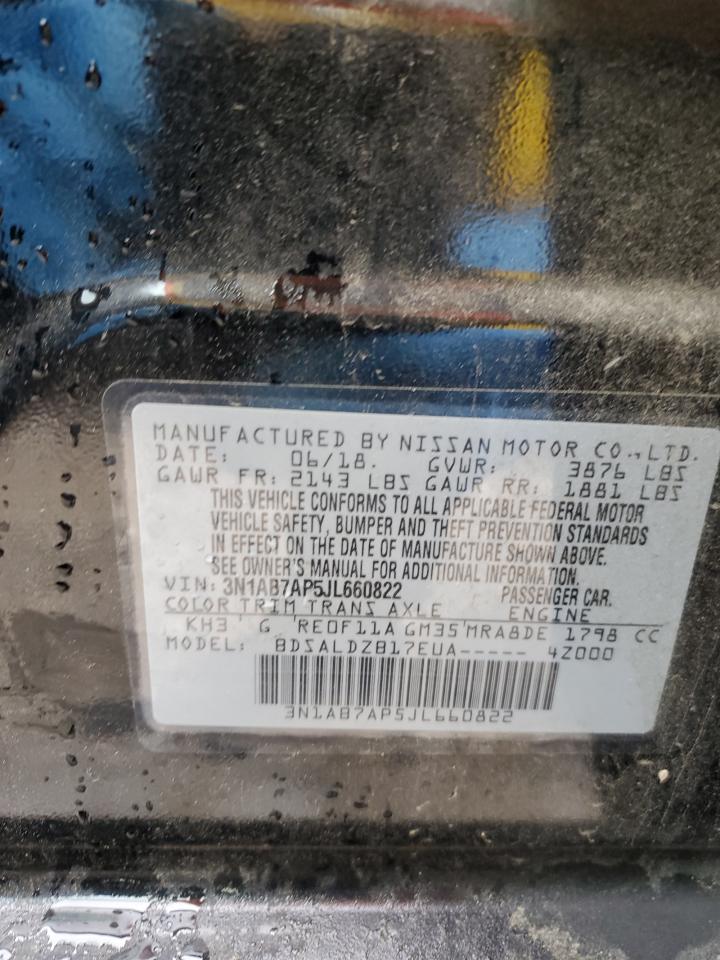 MANUFACTURED BY NISSAN MOTOR CO., LTD.
DATE: 06/18. GVWR: 3876 LBS
GAWR FR: 2143 LBS GAWR RR: 1881 LBS
THIS VEHICLE CONFORMS TO ALL APPLICABLE FEDERAL MOTOR
VEHICLE SAFETY, BUMPER AND THEFT PREVENTION STANDARDS
IN EFFECT ON THE DATE OF MANUFACTURE SHOWN ABOVE.
SEE OWNER'S MANUAL FOR ADDITIONAL INFORMATION.
VIN: 3N1AB7AP5JL660822 PASSENGER CAR.
COLOR TRIM TRANS AXLE ENGINE
KH3 ' G 'RE0F11A GM35'MRA8DE 1798 CC
MODEL: BDSALDZB17EUA----- 4Z000
3N1AB7AP5JL660822